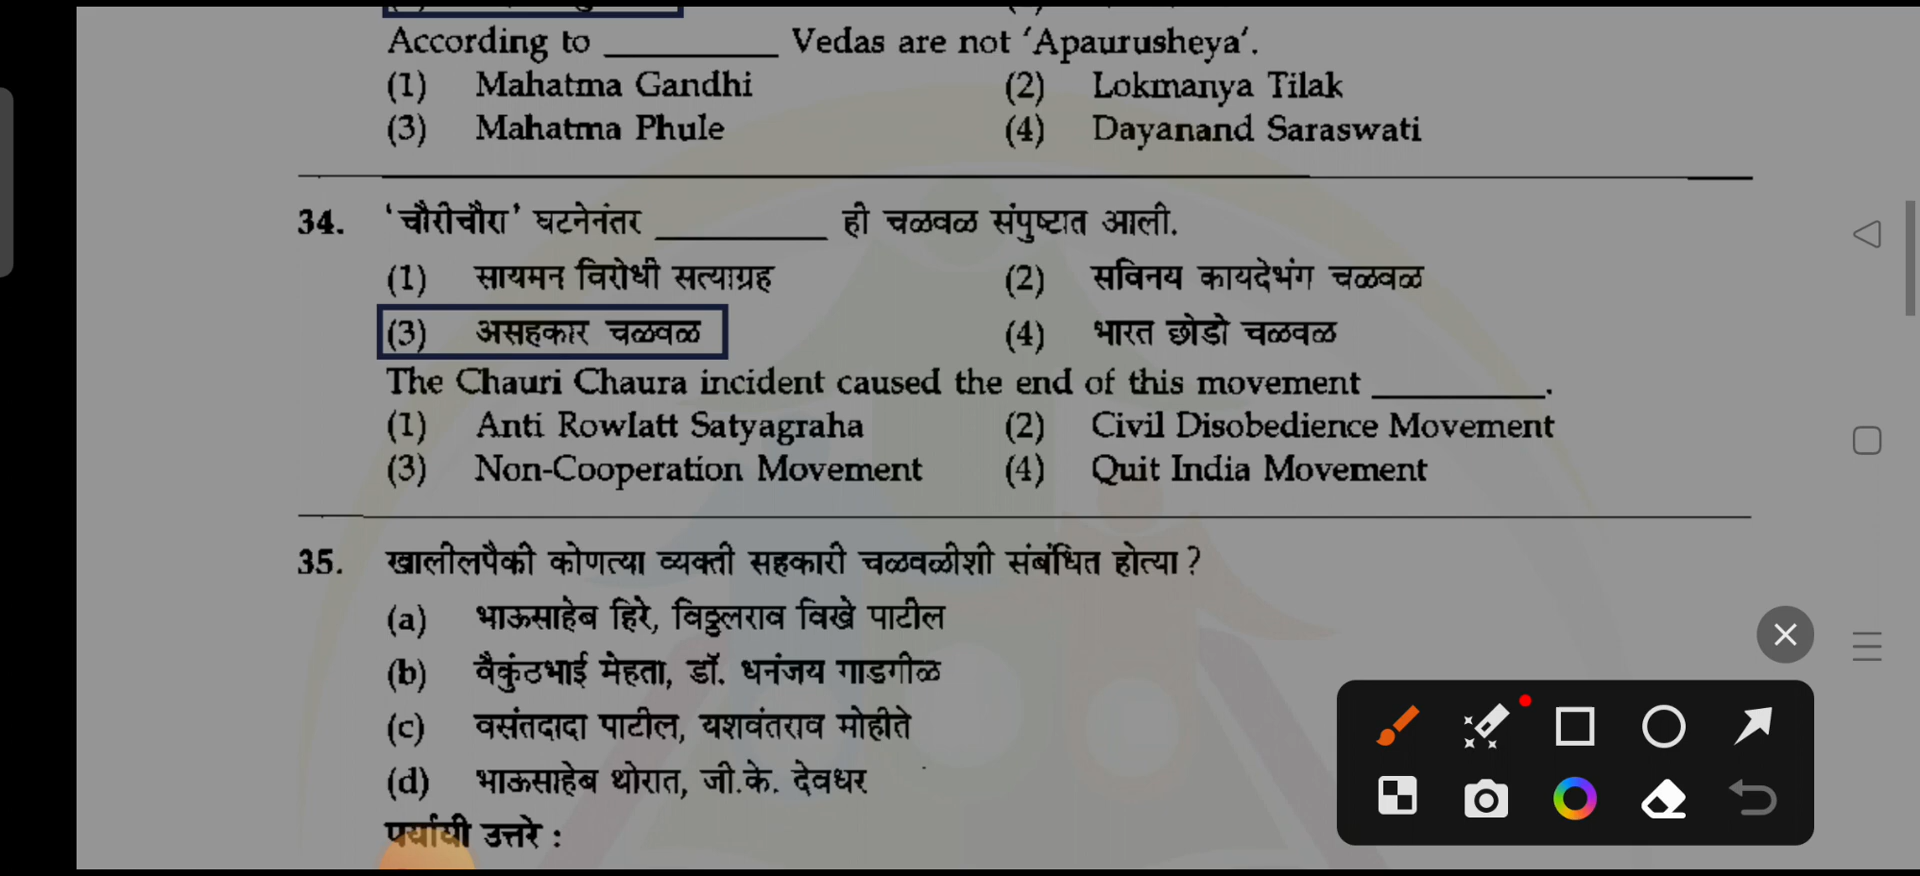 According to __________ Vedas are not ‘Apaurusheya’.
(1) Mahatma Gandhi (2) Lokmanya Tilak
(3) Mahatma Phule (4) Dayanand Saraswati
34. ‘चौरीचौरा’ घटनेनंतर __________ ही चळवळ संपुष्टात आली.
(1) सायमन विरोधी सत्याग्रह (2) सविनय कायदेभंग चळवळ
(3) असहकार चळवळ (4) भारत छोडो चळवळ
The Chauri Chaura incident caused the end of this movement __________.
(1) Anti Rowlatt Satyagraha (2) Civil Disobedience Movement
(3) Non-Cooperation Movement (4) Quit India Movement
35. खालीलपैकी कोणत्या व्यक्ती सहकारी चळवळीशी संबंधित होत्या ?
(a) भाऊसाहेब हिरे, विठ्ठलराव विखे पाटील
(b) वैकुंठभाई मेहता, डॉ. धनंजय गाडगीळ
(c) वसंतदादा पाटील, यशवंतराव मोहीते
(d) भाऊसाहेब थोरात, जी.के. देवधर
पर्यायी उत्तरे :